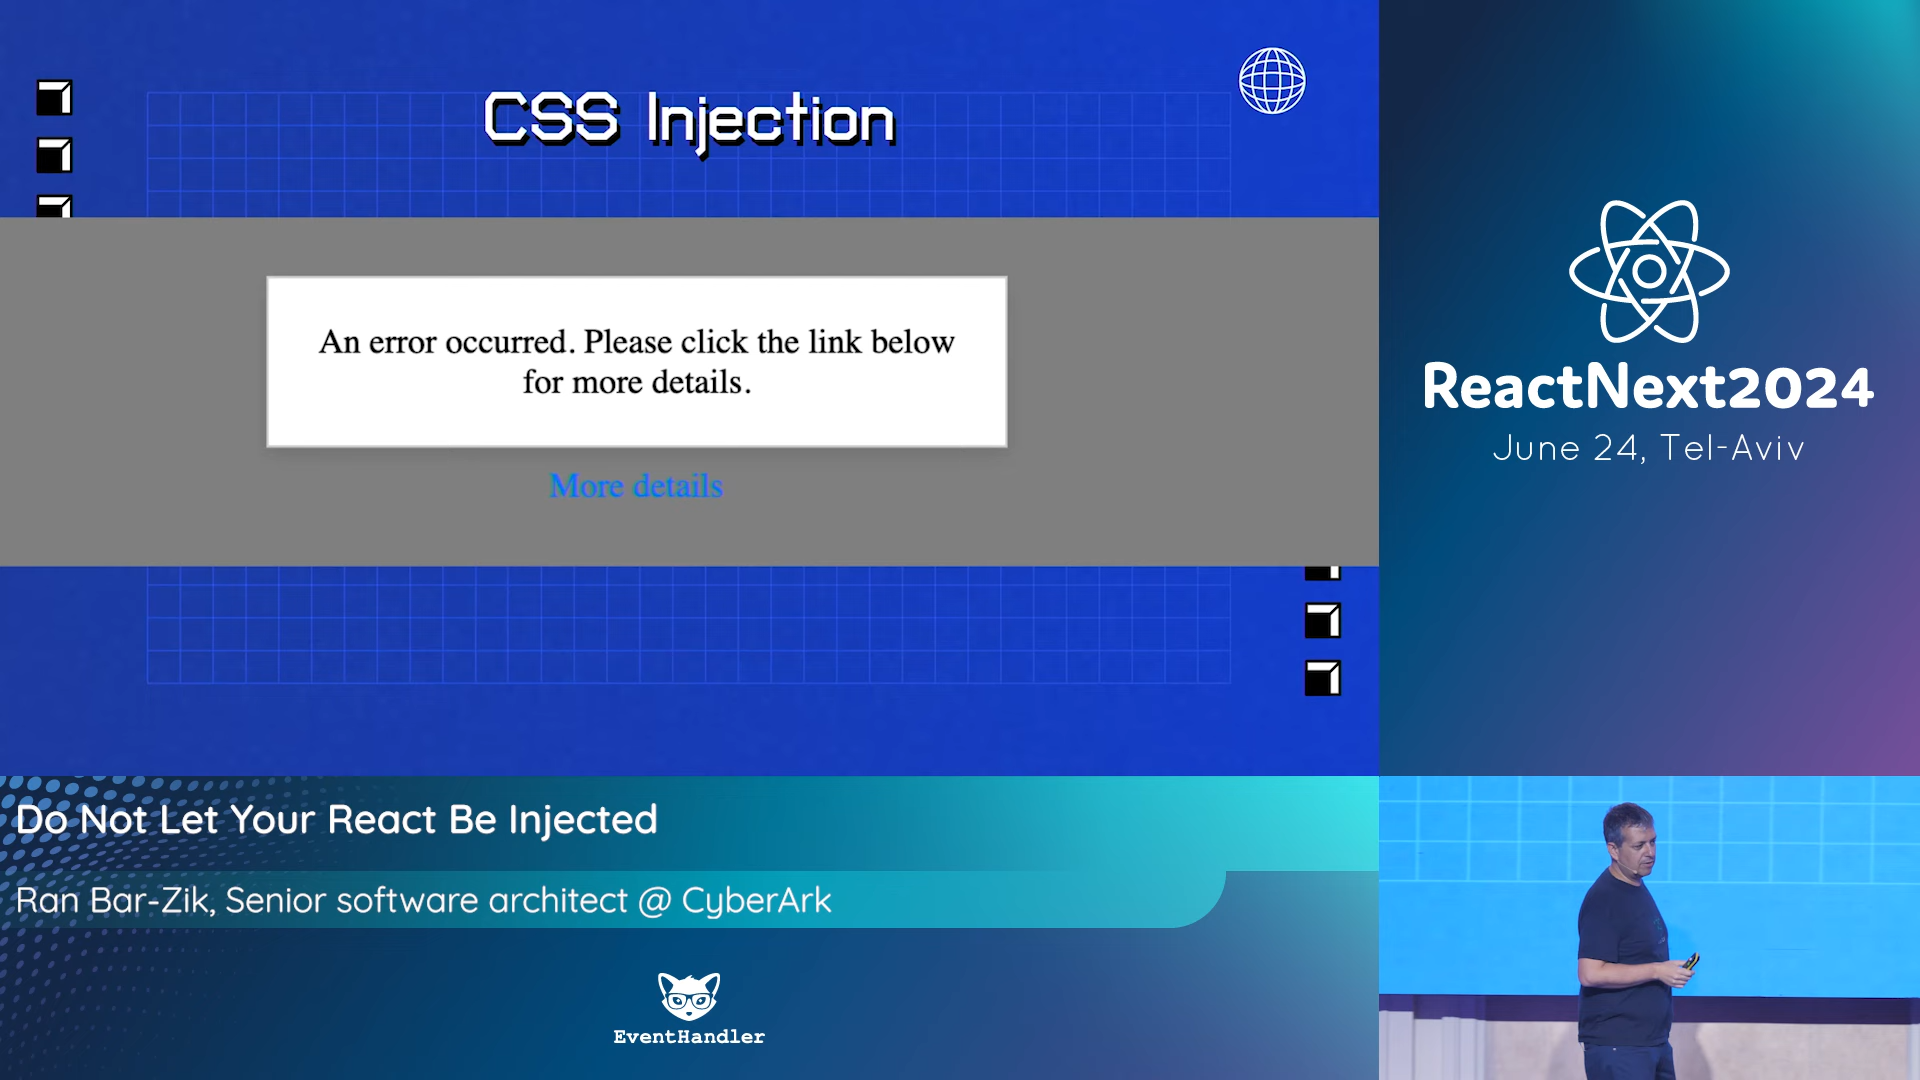 CSS Injection
An error occurred. Please click the link below
for more details.
More details
ReactNext2024
June 24, Tel-Aviv
Do Not Let Your React Be Injected
Ran Bar-Zik, Senior software architect @ CyberArk
EventHandler